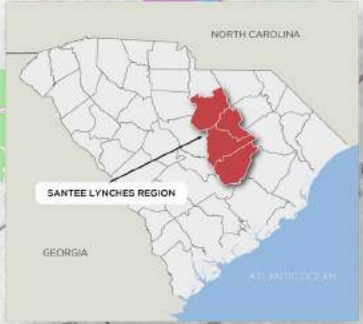 NORTH CAROLINA
SANTEE LYNCHES REGION
GEORGIA
ATLANTIC OCEAN